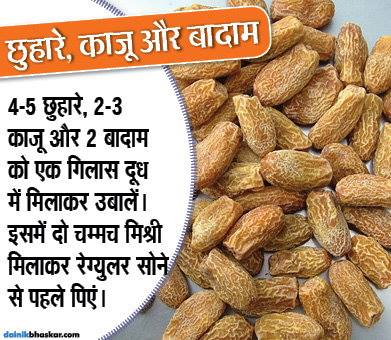 छुहारे, काजू और बादाम
4-5 छुहारे, 2-3
काजू और 2 बादाम
को एक गिलास दूध
में मिलाकर उबालें।
इसमें दो चम्मच मिश्री
मिलाकर रेग्युलर सोने
से पहले पिएं।
dainikbhaskar.com